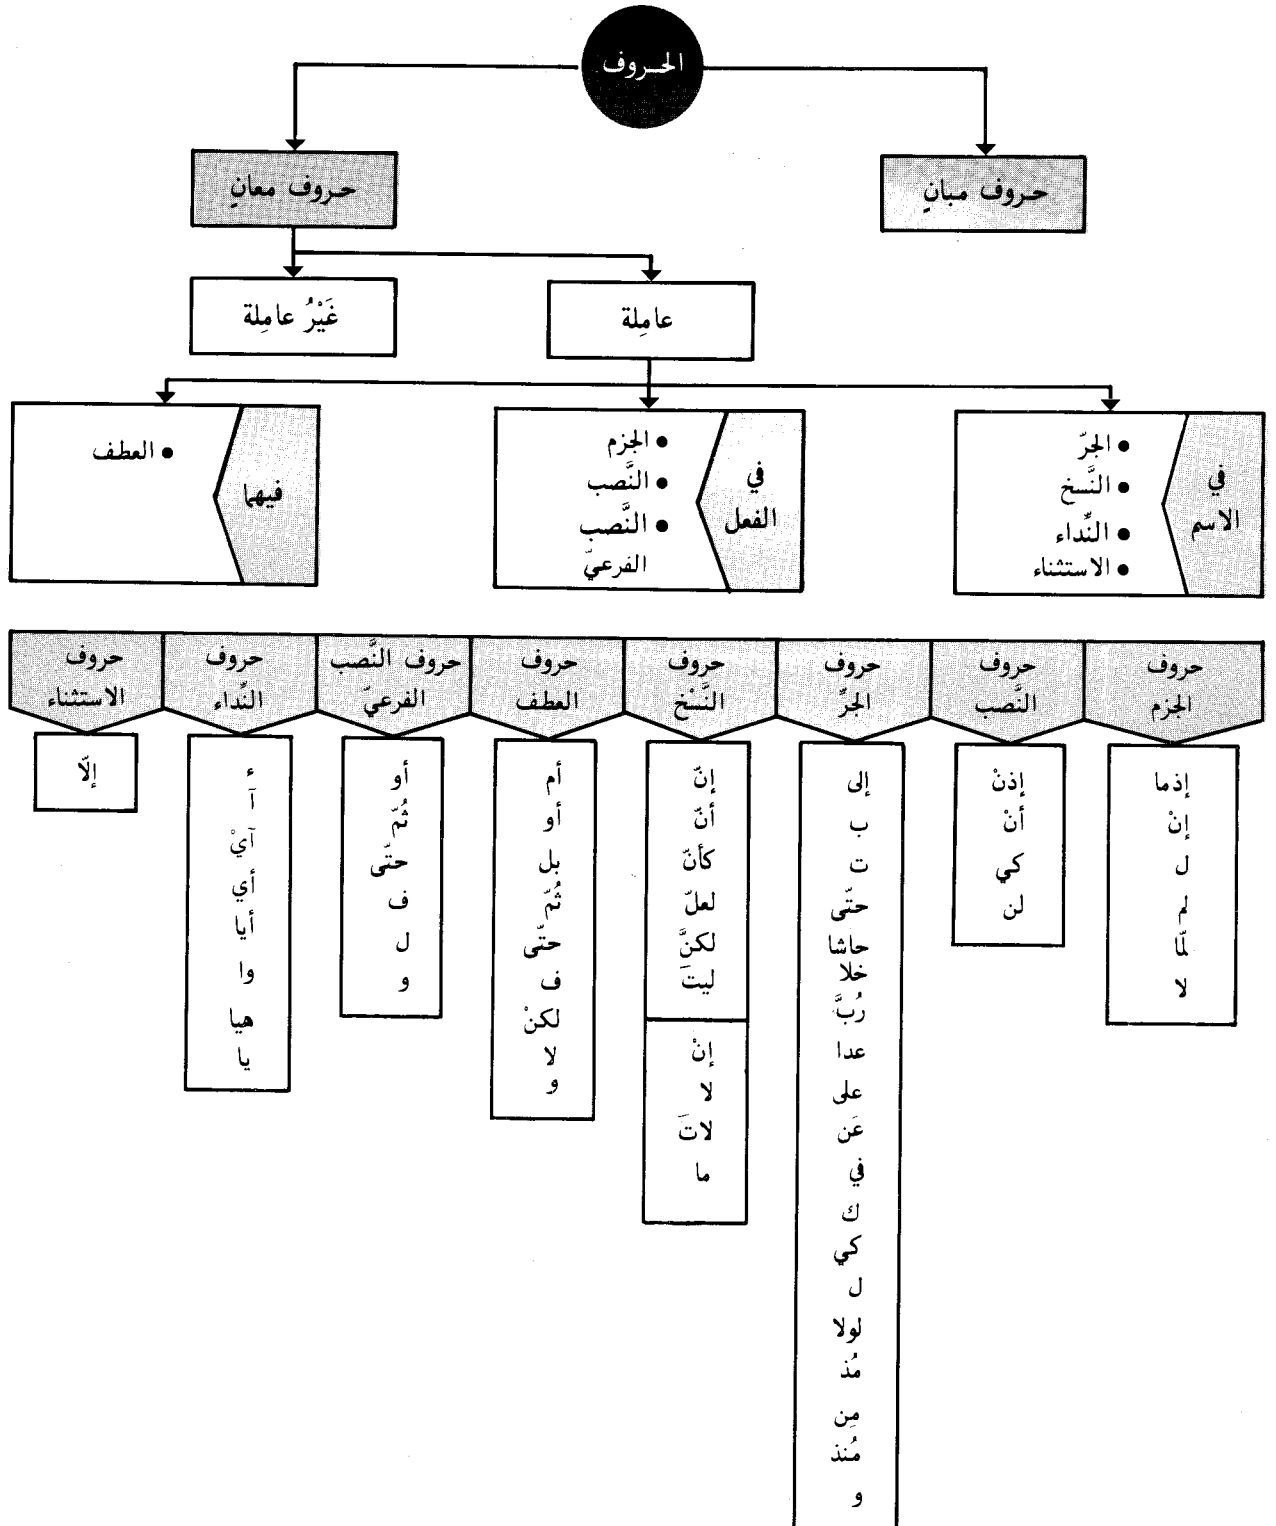 الحروف
حروف مبانٍ
حروف معانٍ
عامِلة
غَيْرُ عامِلة
في
الاسم
• الجرّ
• النَّسخ
• النِّداء
• الاستثناء
في
الفعل
• الجزم
• النَّصب
• النَّصب
الفرعيّ
فيهما
• العطف
حروف
الجزم
إذما
إنْ
ل
لم
لمّا
لا
حروف
النَّصب
إذنْ
أنْ
كي
لن
حروف
الجرِّ
إلى
ب
ت
حتّى
حاشا
خلا
رُبَّ
عدا
على
عَن
في
ك
كي
ل
لولا
مُذ
مِن
مُنذ
و
حروف
النَّسْخ
إنّ
أنّ
كأنّ
لعلّ
لكنَّ
ليتَ
إنْ
لا
لاتَ
ما
حروف
العطف
أم
أو
بل
ثُمّ
حتّى
ف
لكنْ
لا
و
حروف النَّصب
الفرعيّ
أو
ثُمّ
حتّى
ف
ل
و
حروف
النِّداء
ء
آ
آيْ
أي
أيا
وا
هيا
يا
حروف
الاستثناء
إلّا